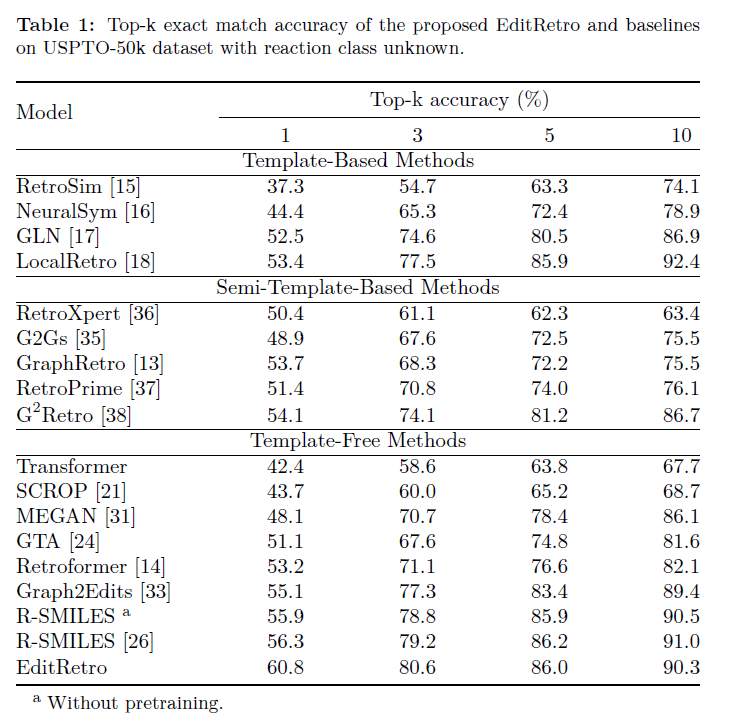 Table 1: Top-k exact match accuracy of the proposed EditRetro and baselines
on USPTO-50k dataset with reaction class unknown.
Model Top-k accuracy (%)
1 3 5 10
Template-Based Methods
RetroSim [15] 37.3 54.7 63.3 74.1
NeuralSym [16] 44.4 65.3 72.4 78.9
GLN [17] 52.5 74.6 80.5 86.9
LocalRetro [18] 53.4 77.5 85.9 92.4
Semi-Template-Based Methods
RetroXpert [36] 50.4 61.1 62.3 63.4
G2Gs [35] 48.9 67.6 72.5 75.5
GraphRetro [13] 53.7 68.3 72.2 75.5
RetroPrime [37] 51.4 70.8 74.0 76.1
G²Retro [38] 54.1 74.1 81.2 86.7
Template-Free Methods
Transformer 42.4 58.6 63.8 67.7
SCROP [21] 43.7 60.0 65.2 68.7
MEGAN [31] 48.1 70.7 78.4 86.1
GTA [24] 51.1 67.6 74.8 81.6
Retroformer [14] 53.2 71.1 76.6 82.1
Graph2Edits [33] 55.1 77.3 83.4 89.4
R-SMILES ᵃ 55.9 78.8 85.9 90.5
R-SMILES [26] 56.3 79.2 86.2 91.0
EditRetro 60.8 80.6 86.0 90.3
ᵃ Without pretraining.